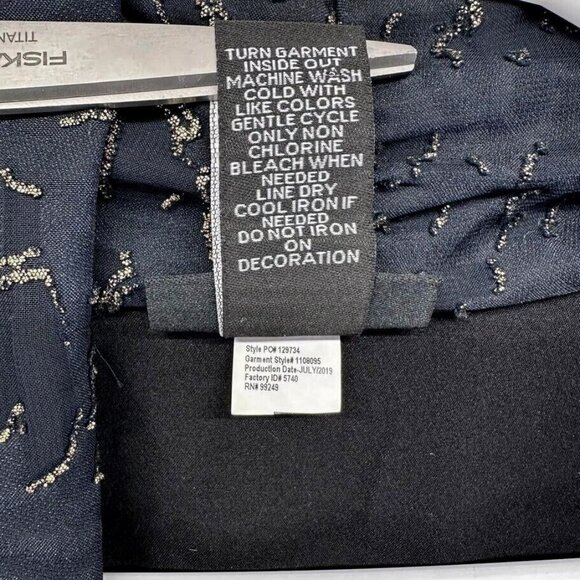 FISKA
TITAN
TURN GARMENT
INSIDE OUT
MACHINE WASH
COLD WITH
LIKE COLORS
GENTLE CYCLE
ONLY NON
CHLORINE
BLEACH WHEN
NEEDED
LINE DRY
COOL IRON IF
NEEDED
DO NOT IRON
ON
DECORATION
Style PO# 129734
Garment Style# 1108095
Production Date-JULY/2019
Factory ID# 5740
RN# 99249